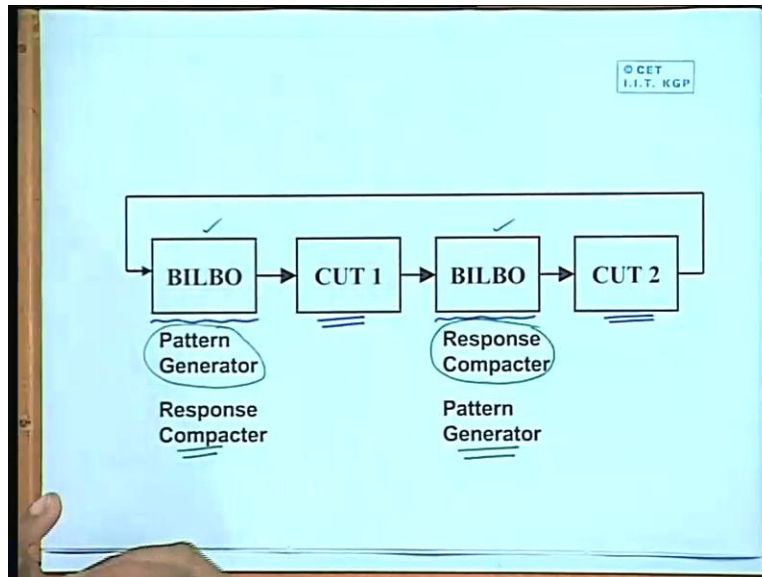 © CET
I.I.T. KGP
BILBO
CUT 1
BILBO
CUT 2
Pattern
Generator
Response
Compacter
Response
Compacter
Pattern
Generator